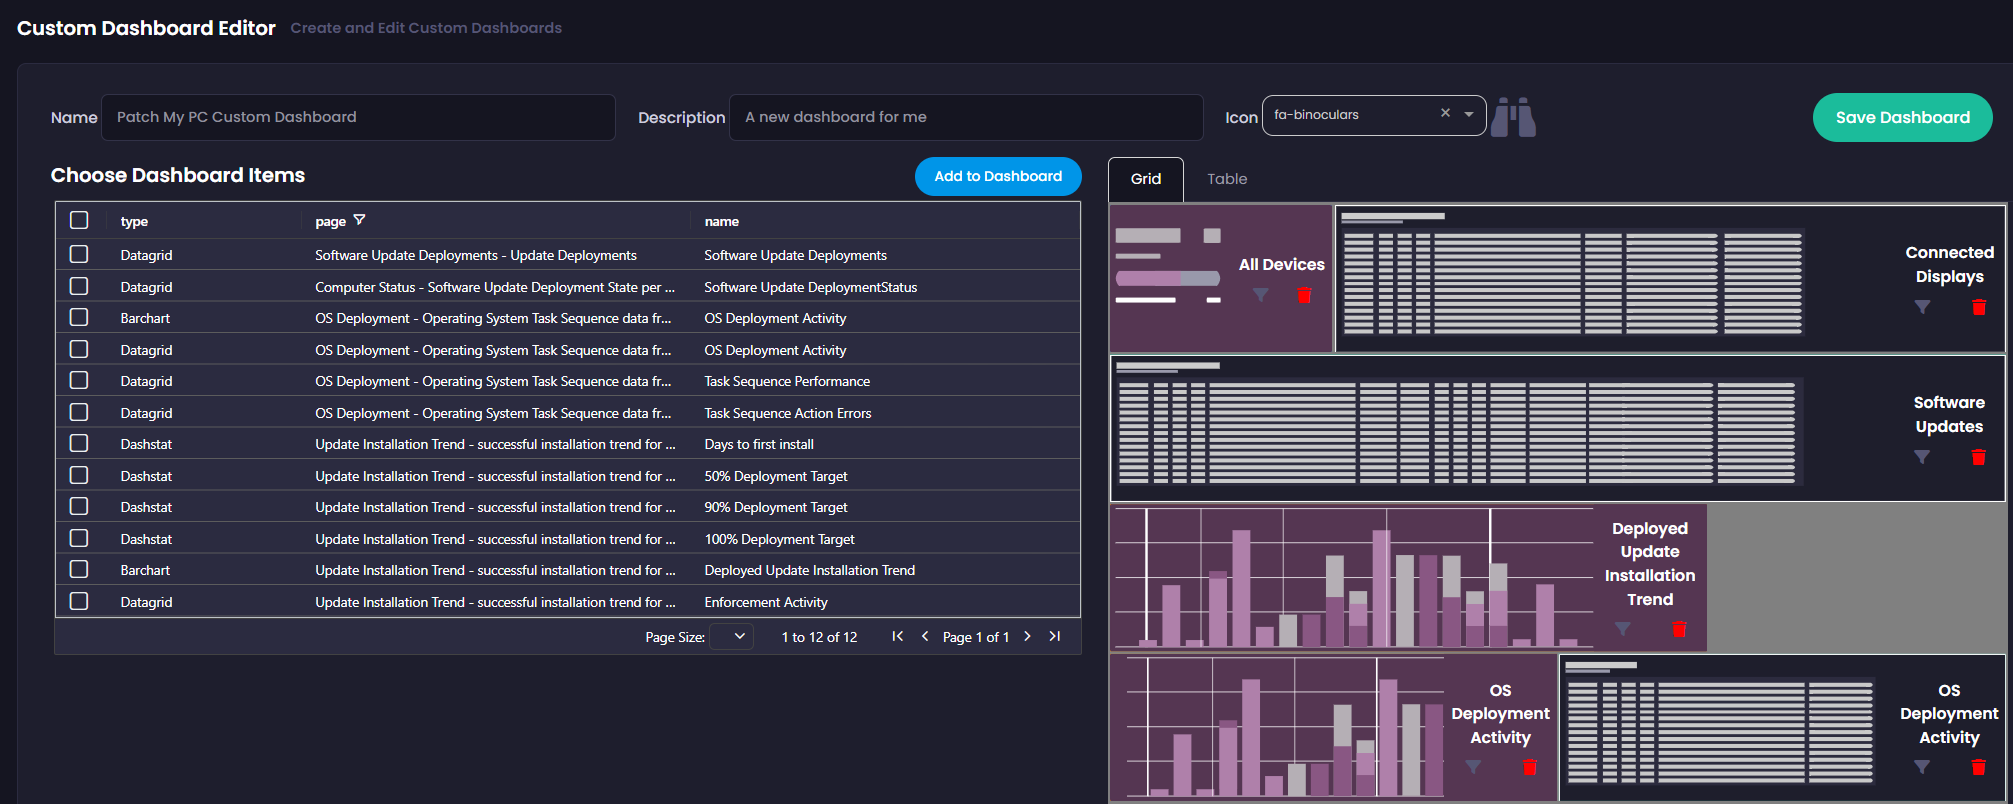 Custom Dashboard Editor Create and Edit Custom Dashboards
Name Patch My PC Custom Dashboard Description A new dashboard for me Icon fa-binoculars Save Dashboard
Choose Dashboard Items Add to Dashboard
type page name
Datagrid Software Update Deployments - Update Deployments Software Update Deployments
Datagrid Computer Status - Software Update Deployment State per ... Software Update DeploymentStatus
Barchart OS Deployment - Operating System Task Sequence data fr... OS Deployment Activity
Datagrid OS Deployment - Operating System Task Sequence data fr... OS Deployment Activity
Datagrid OS Deployment - Operating System Task Sequence data fr... Task Sequence Performance
Datagrid OS Deployment - Operating System Task Sequence data fr... Task Sequence Action Errors
Dashstat Update Installation Trend - successful installation trend for ... Days to first install
Dashstat Update Installation Trend - successful installation trend for ... 50% Deployment Target
Dashstat Update Installation Trend - successful installation trend for ... 90% Deployment Target
Dashstat Update Installation Trend - successful installation trend for ... 100% Deployment Target
Barchart Update Installation Trend - successful installation trend for ... Deployed Update Installation Trend
Datagrid Update Installation Trend - successful installation trend for ... Enforcement Activity
Page Size: 1 to 12 of 12 Page 1 of 1
Grid Table
All Devices
Connected
Displays
Software
Updates
Deployed
Update
Installation
Trend
OS
Deployment
Activity
OS
Deployment
Activity